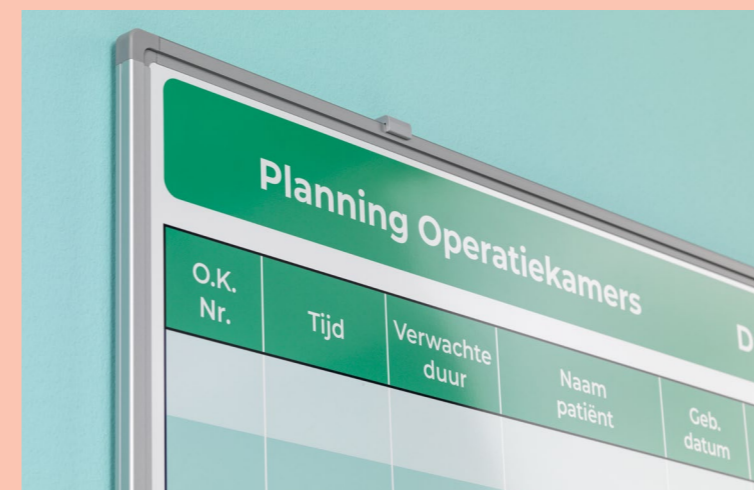 Planning Operatiekamers
O.K.
Nr.
Tijd
Verwachte
duur
Naam
patiënt
Geb.
datum